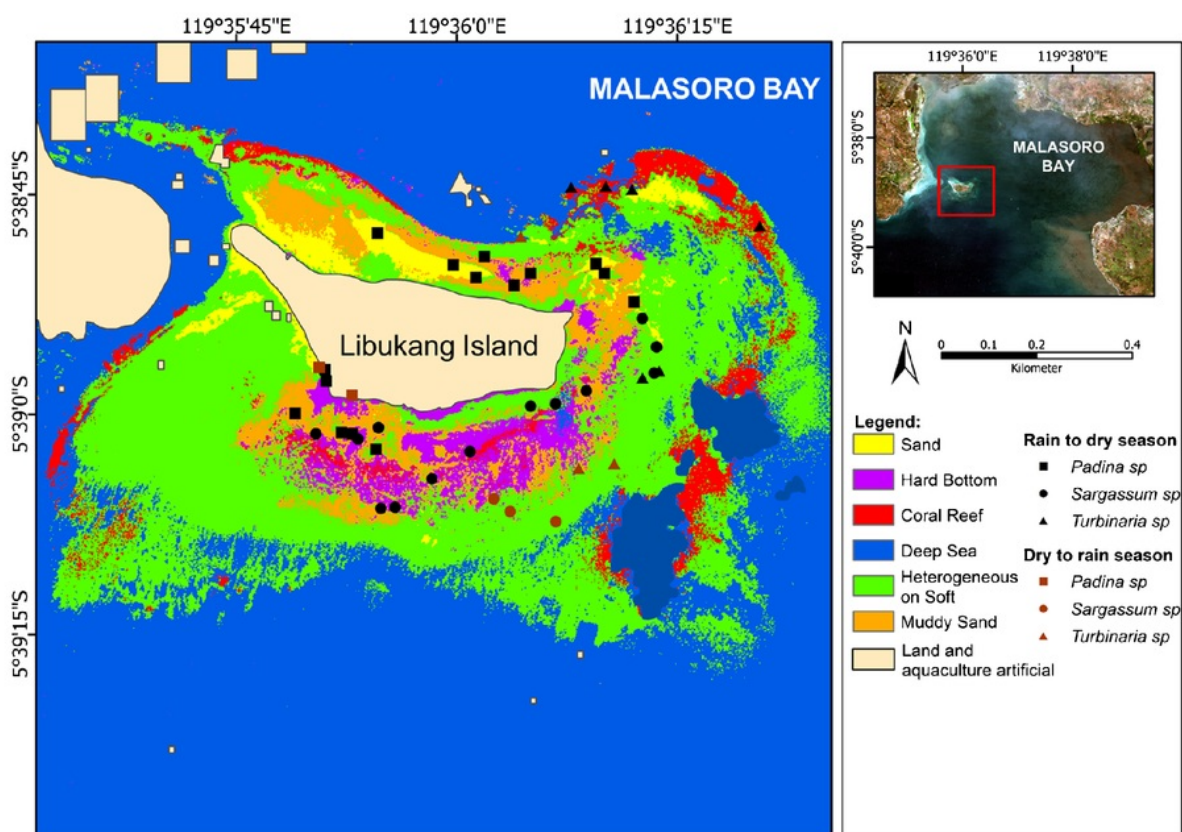 119°35'45"E 119°36'0"E 119°36'15"E
MALASORO BAY
5°38'45"S
5°39'0"S
5°39'15"S
Libukang Island
119°36'0"E 119°38'0"E
5°38'0"S
5°40'0"S
MALASORO
BAY
N
0 0.1 0.2 0.4
Kilometer
Legend:
Sand
Hard Bottom
Coral Reef
Deep Sea
Heterogeneous
on Soft
Muddy Sand
Land and
aquaculture artificial
Rain to dry season
Padina sp
Sargassum sp
Turbinaria sp
Dry to rain season
Padina sp
Sargassum sp
Turbinaria sp